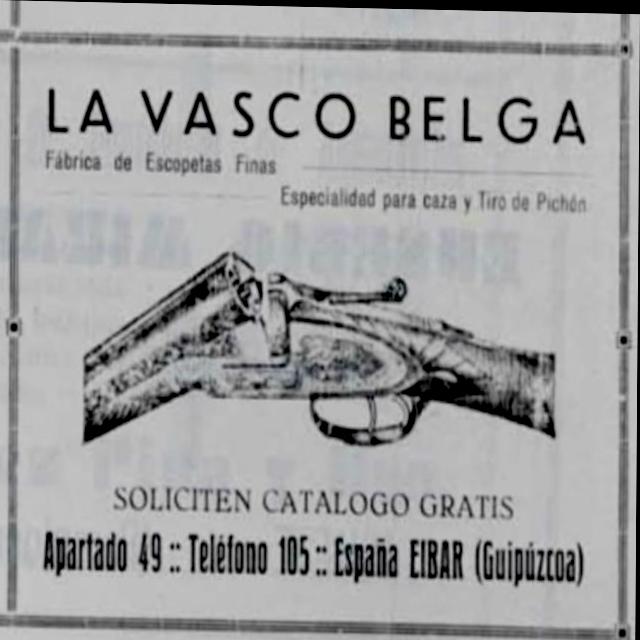 LA VASCO BELGA
Fábrica de Escopetas Finas
Especialidad para caza y Tiro de Pichón
SOLICITEN CATALOGO GRATIS
Apartado 49 :: Teléfono 105 :: España EIBAR (Guipúzcoa)